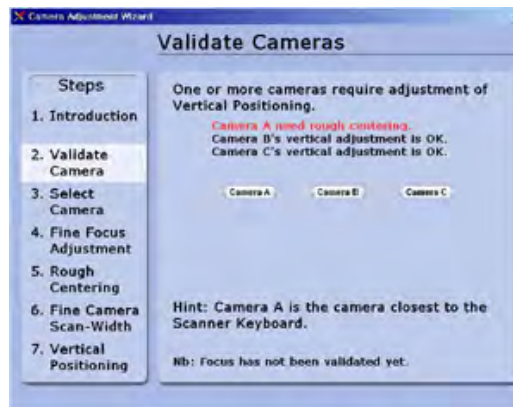 Camera Adjustment Wizard
Validate Cameras
Steps
1. Introduction
2. Validate
Camera
3. Select
Camera
4. Fine Focus
Adjustment
5. Rough
Centering
6. Fine Camera
Scan-Width
7. Vertical
Positioning
One or more cameras require adjustment of
Vertical Positioning.
Camera A need rough centering.
Camera B's vertical adjustment is OK.
Camera C's vertical adjustment is OK.
Camera A
Camera B
Camera C
Hint: Camera A is the camera closest to the
Scanner Keyboard.
Nb: Focus has not been validated yet.